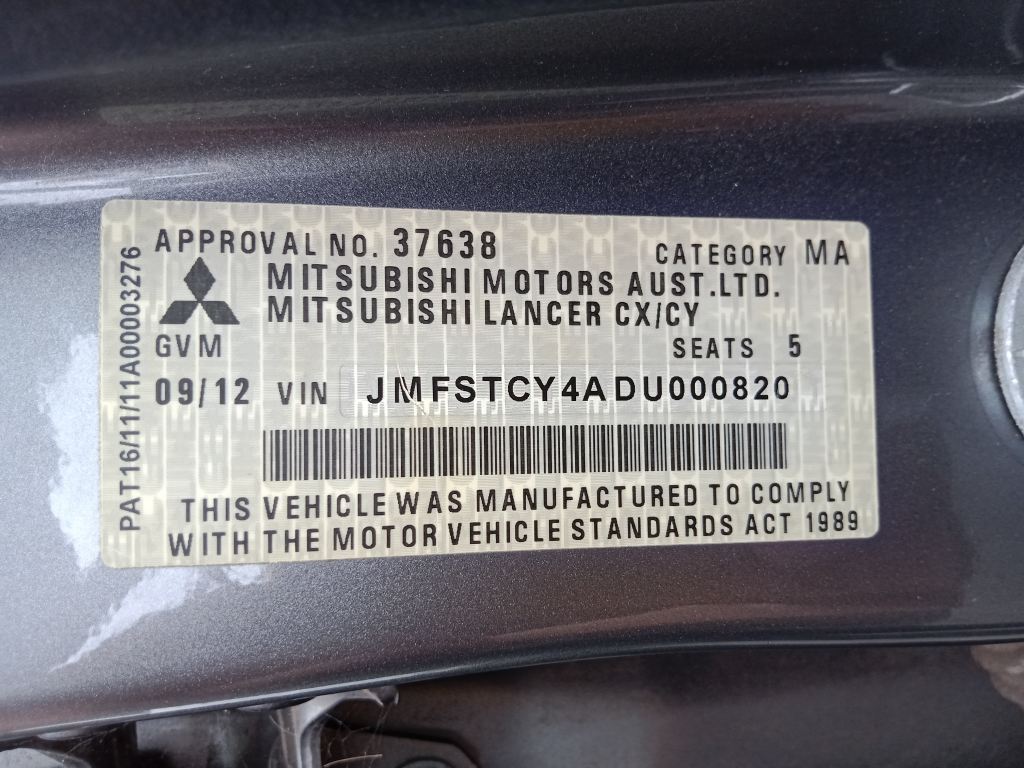 APPROVAL NO. 37638 CATEGORY MA
MITSUBISHI MOTORS AUST.LTD.
MITSUBISHI LANCER CX/CY
GVM SEATS 5
09/12 VIN JMFSTCY4ADU000820
THIS VEHICLE WAS MANUFACTURED TO COMPLY
WITH THE MOTOR VEHICLE STANDARDS ACT 1989
PAT16/11/11A00003276